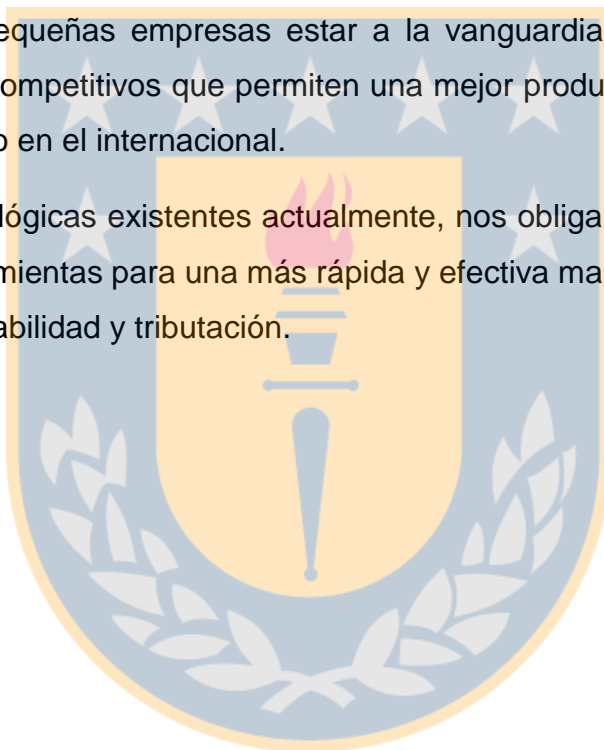 equeñas empresas estar a la vanguardia
ompetitivos que permiten una mejor produ
o en el internacional.
lógicas existentes actualmente, nos obliga
mientas para una más rápida y efectiva ma
abilidad y tributación.